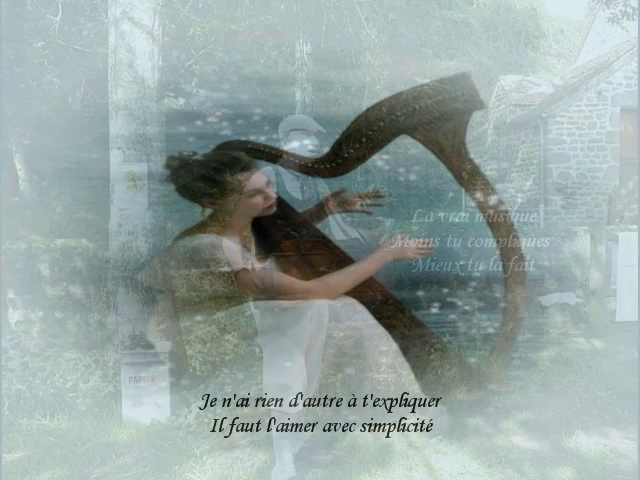 La vrai musique
Moins tu compliques
Mieux tu la fait
PAPIER
Je n'ai rien d'autre à t'expliquer
Il faut l'aimer avec simplicité